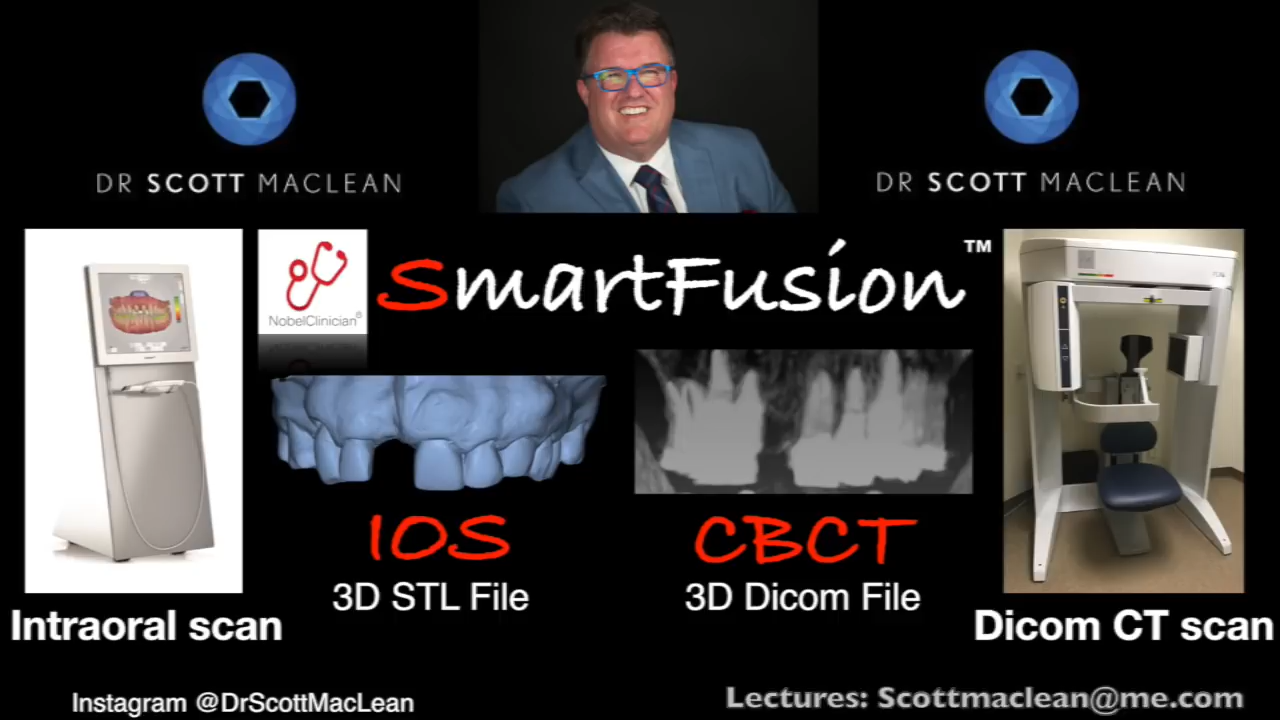 DR SCOTT MACLEAN
DR SCOTT MACLEAN
NobelClinician®
SmartFusion™
IOS
3D STL File
CBCT
3D Dicom File
Intraoral scan
Dicom CT scan
Instagram @DrScottMacLean
Lectures: Scottmaclean@me.com